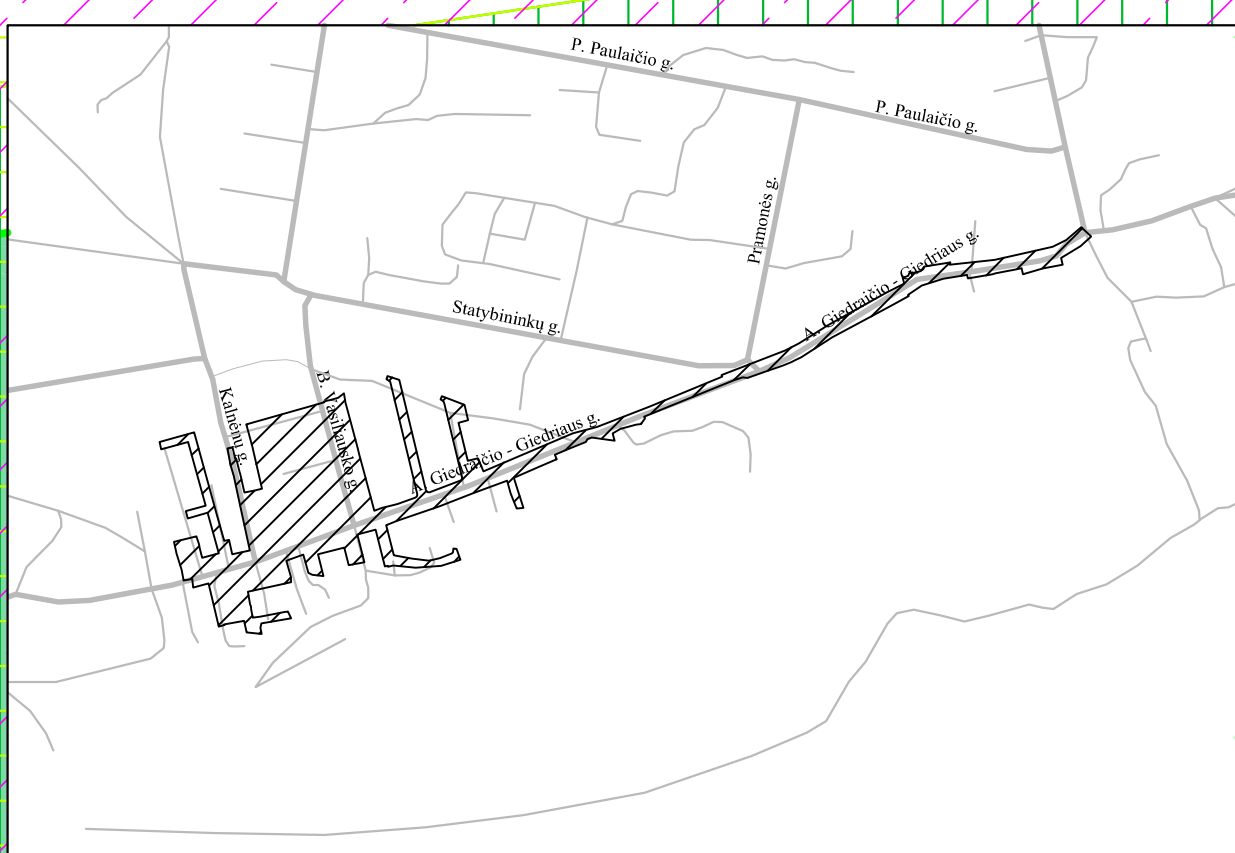 P. Paulaičio g.
P. Paulaičio g.
Pramonės g.
A. Giedraičio - Giedriaus g.
Statybininkų g.
Kalnėnų g.
B. Vasiliausko g.
A. Giedraičio - Giedriaus g.